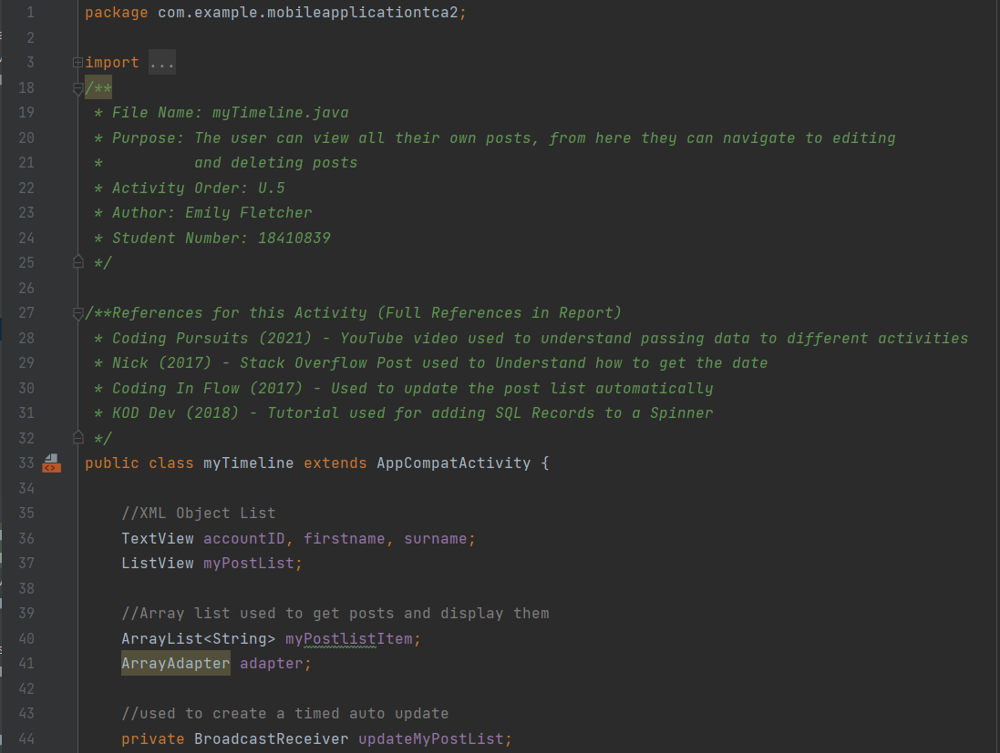 1 package com.example.mobileapplicationtca2;
2
3 import ...
18 /**
19 * File Name: myTimeline.java
20 * Purpose: The user can view all their own posts, from here they can navigate to editing
21 * and deleting posts
22 * Activity Order: U.5
23 * Author: Emily Fletcher
24 * Student Number: 18410839
25 */
26
27 /**References for this Activity (Full References in Report)
28 * Coding Pursuits (2021) - YouTube video used to understand passing data to different activities
29 * Nick (2017) - Stack Overflow Post used to Understand how to get the date
30 * Coding In Flow (2017) - Used to update the post list automatically
31 * KOD Dev (2018) - Tutorial used for adding SQL Records to a Spinner
32 */
33 public class myTimeline extends AppCompatActivity {
34
35 //XML Object List
36 TextView accountID, firstname, surname;
37 ListView myPostList;
38
39 //Array list used to get posts and display them
40 ArrayList<String> myPostlistItem;
41 ArrayAdapter adapter;
42
43 //used to create a timed auto update
44 private BroadcastReceiver updateMyPostList;